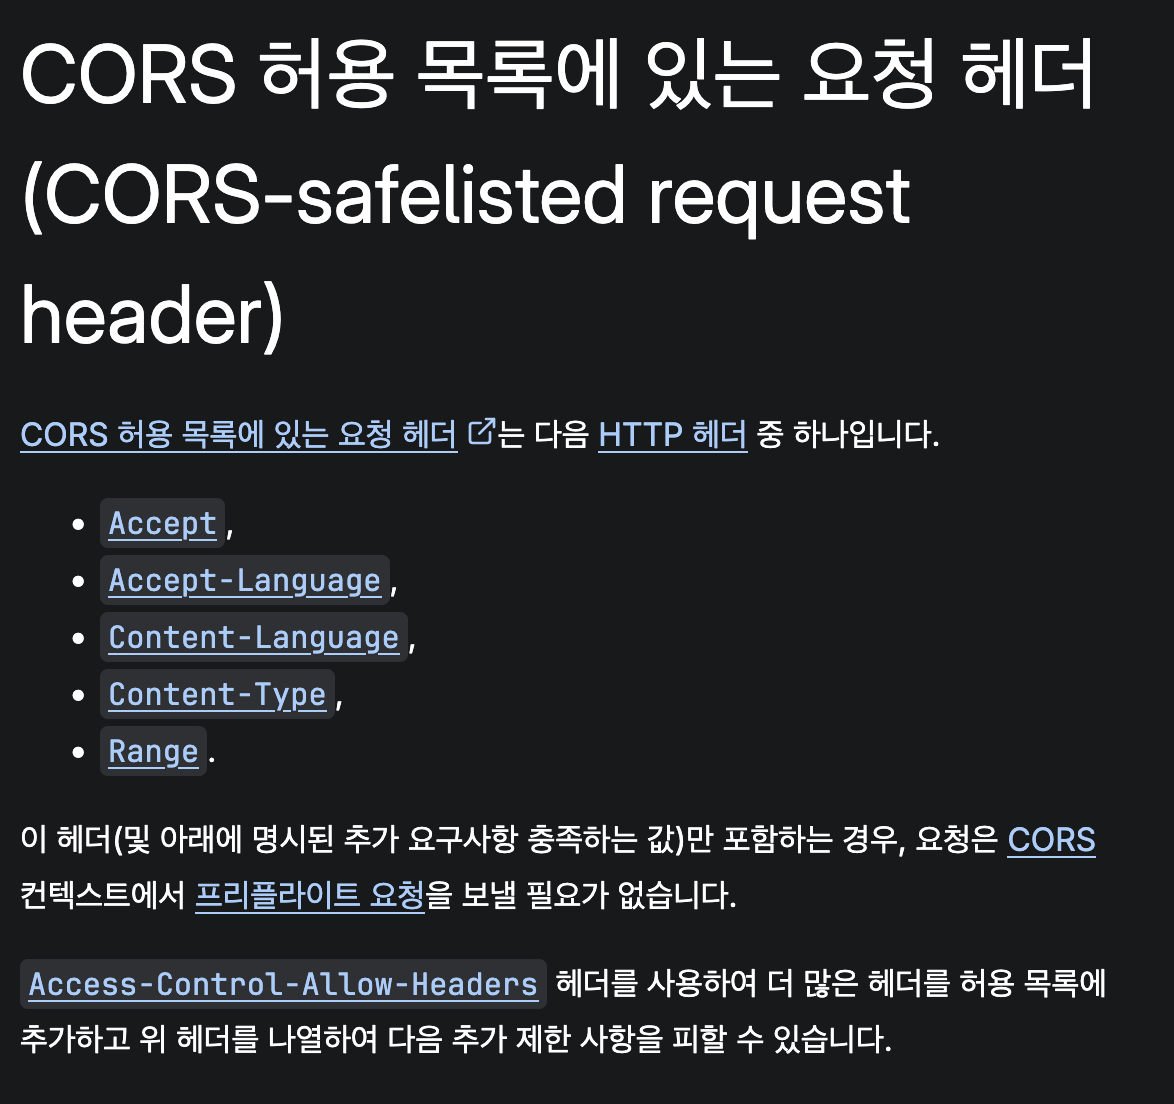 CORS 허용 목록에 있는 요청 헤더
(CORS-safelisted request
header)
CORS 허용 목록에 있는 요청 헤더는 다음 HTTP 헤더 중 하나입니다.
• Accept,
• Accept-Language,
• Content-Language,
• Content-Type,
• Range.
이 헤더(및 아래에 명시된 추가 요구사항 충족하는 값)만 포함하는 경우, 요청은 CORS
컨텍스트에서 프리플라이트 요청을 보낼 필요가 없습니다.
Access-Control-Allow-Headers 헤더를 사용하여 더 많은 헤더를 허용 목록에
추가하고 위 헤더를 나열하여 다음 추가 제한 사항을 피할 수 있습니다.